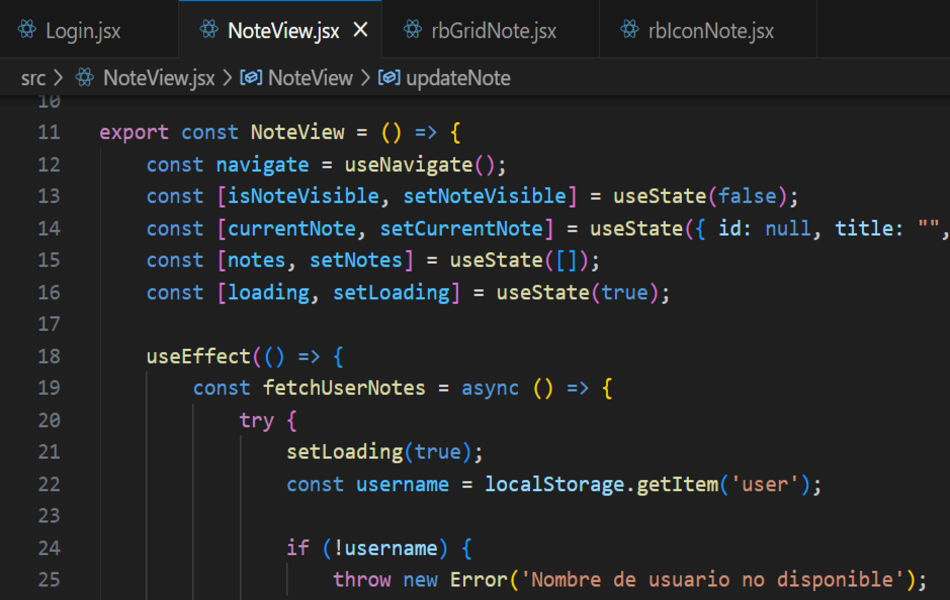 Login.jsx NoteView.jsx × rbGridNote.jsx rbIconNote.jsx
src > NoteView.jsx > NoteView > updateNote
10
11 export const NoteView = () => {
12 const navigate = useNavigate();
13 const [isNoteVisible, setNoteVisible] = useState(false);
14 const [currentNote, setCurrentNote] = useState({ id: null, title: "",
15 const [notes, setNotes] = useState([]);
16 const [loading, setLoading] = useState(true);
17
18 useEffect(() => {
19 const fetchUserNotes = async () => {
20 try {
21 setLoading(true);
22 const username = localStorage.getItem('user');
23
24 if (!username) {
25 throw new Error('Nombre de usuario no disponible');